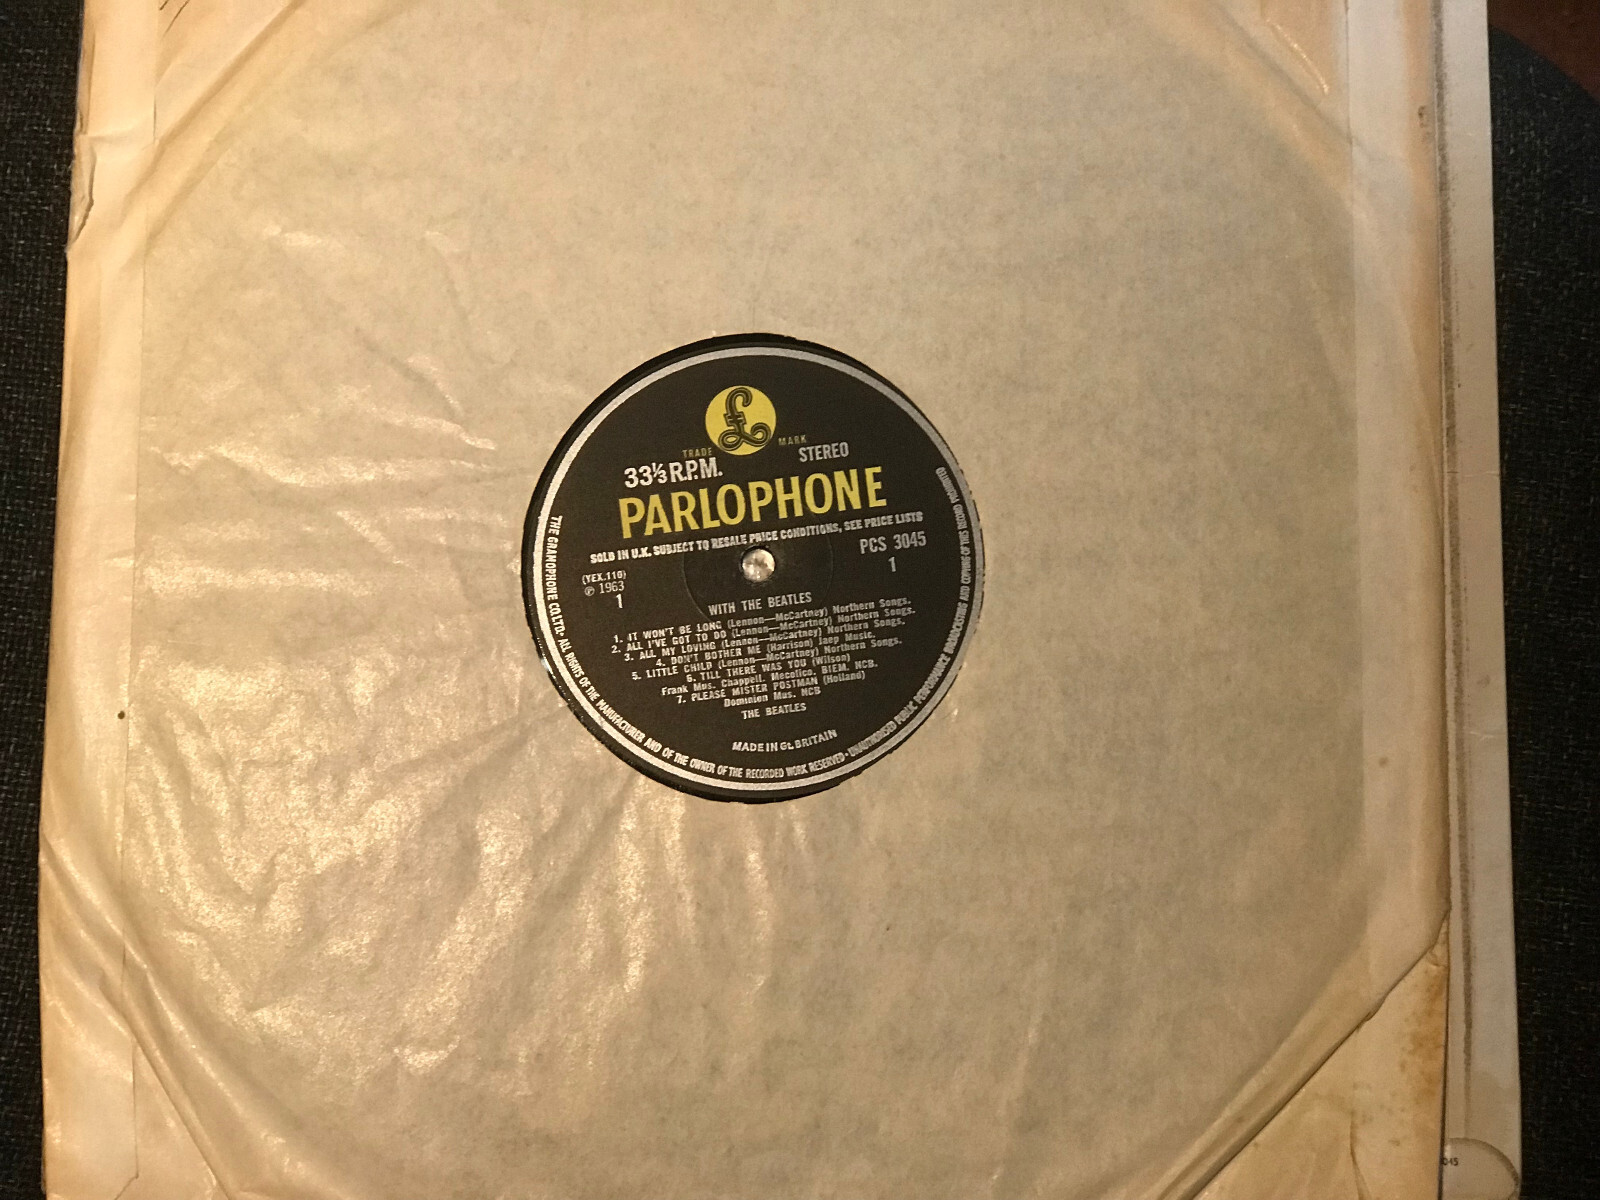 £
TRADE MARK
33⅓ R.P.M. STEREO
PARLOPHONE
SOLD IN U.K. SUBJECT TO RESALE PRICE CONDITIONS, SEE PRICE LISTS
(YEX.110) PCS 3045
℗ 1963 1
1
WITH THE BEATLES
1. IT WON'T BE LONG (Lennon—McCartney) Northern Songs.
2. ALL I'VE GOT TO DO (Lennon—McCartney) Northern Songs.
3. ALL MY LOVING (Lennon—McCartney) Northern Songs.
4. DON'T BOTHER ME (Harrison) Jaep Music.
5. LITTLE CHILD (Lennon—McCartney) Northern Songs.
6. TILL THERE WAS YOU (Wilson)
Frank Mus. Chappell. Mecolico. BIEM. NCB.
7. PLEASE MISTER POSTMAN (Holland)
Dominion Mus. NCB
THE BEATLES
MADE IN Gt. BRITAIN
THE GRAMOPHONE CO. LTD. · ALL RIGHTS OF THE MANUFACTURER AND OF THE OWNER OF THE RECORDED WORK RESERVED · UNAUTHORISED PUBLIC PERFORMANCE BROADCASTING AND COPYING OF THIS RECORD PROHIBITED
045